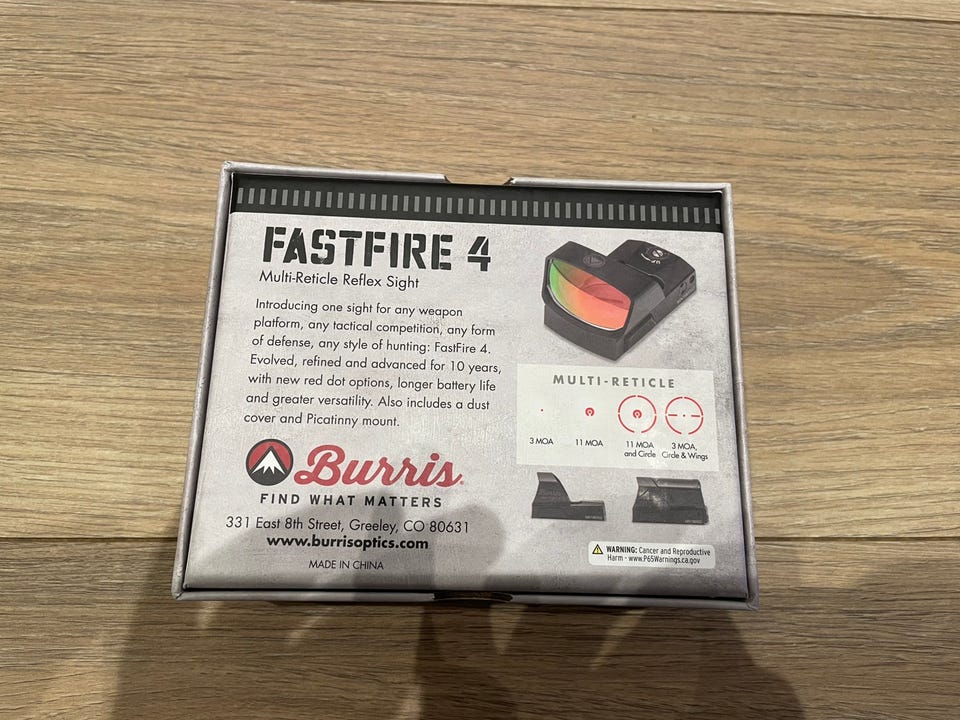 FASTFIRE 4
Multi-Reticle Reflex Sight
Introducing one sight for any weapon
platform, any tactical competition, any form
of defense, any style of hunting: FastFire 4.
Evolved, refined and advanced for 10 years,
with new red dot options, longer battery life
and greater versatility. Also includes a dust
cover and Picatinny mount.
Burris
FIND WHAT MATTERS
331 East 8th Street, Greeley, CO 80631
www.burrisoptics.com
MADE IN CHINA
MULTI-RETICLE
3 MOA
11 MOA
11 MOA
and Circle
3 MOA,
Circle & Wings
WARNING: Cancer and Reproductive
Harm - www.P65Warnings.ca.gov